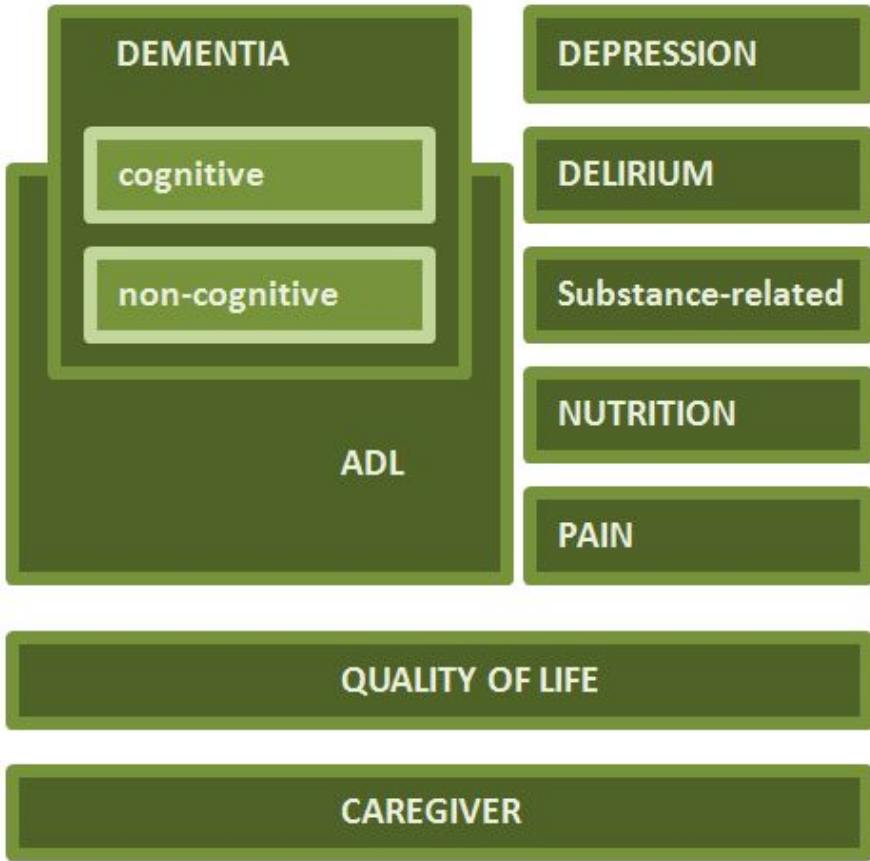 DEMENTIA
cognitive
non-cognitive
ADL
DEPRESSION
DELIRIUM
Substance-related
NUTRITION
PAIN
QUALITY OF LIFE
CAREGIVER